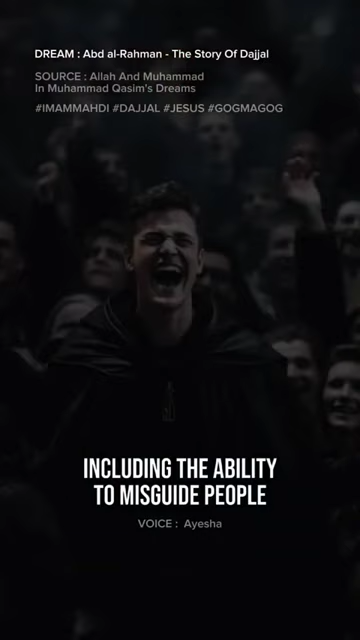 DREAM : Abd al-Rahman - The Story Of Dajjal
SOURCE : Allah And Muhammad
In Muhammad Qasim's Dreams
#IMAMMAHDI #DAJJAL #JESUS #GOGMAGOG
INCLUDING THE ABILITY
TO MISGUIDE PEOPLE
VOICE : Ayesha